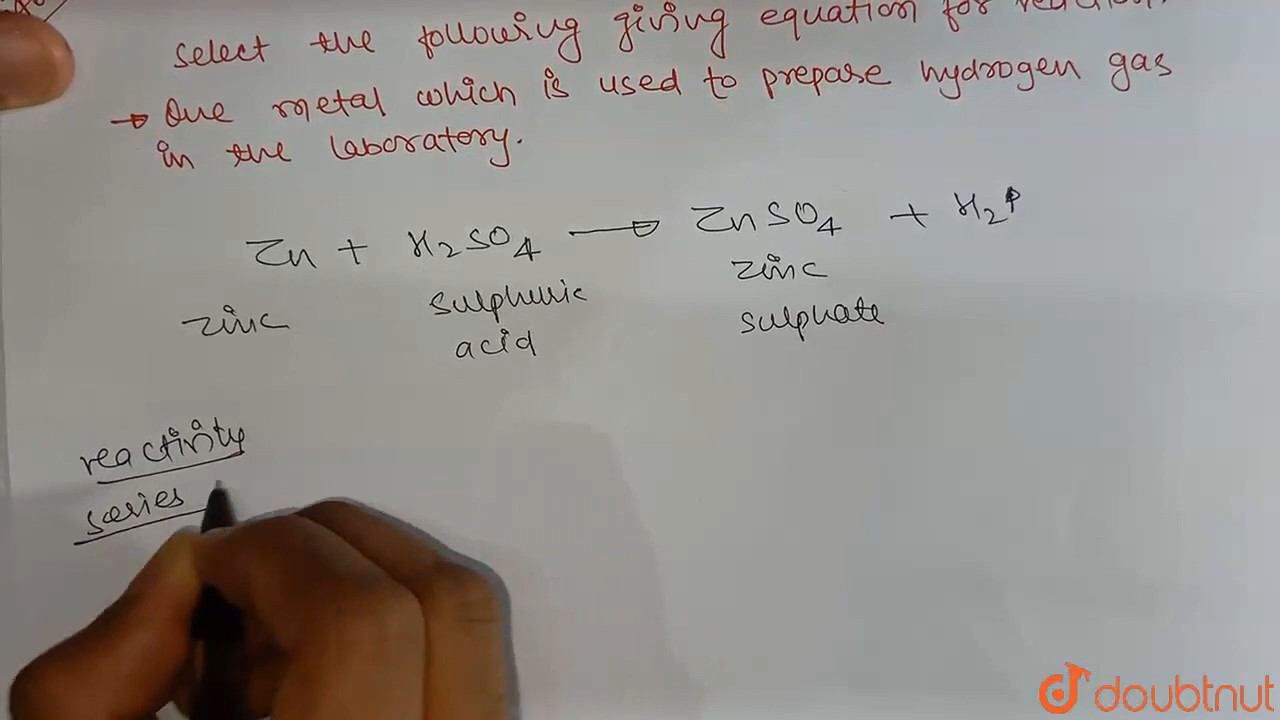 select the following giving equation for reaction.
→ One metal which is used to prepare hydrogen gas
in the laboratory.
Zn + H₂SO₄ → ZnSO₄ + H₂↑
zinc sulphuric acid zinc sulphate
reactivity
series
doubtnut